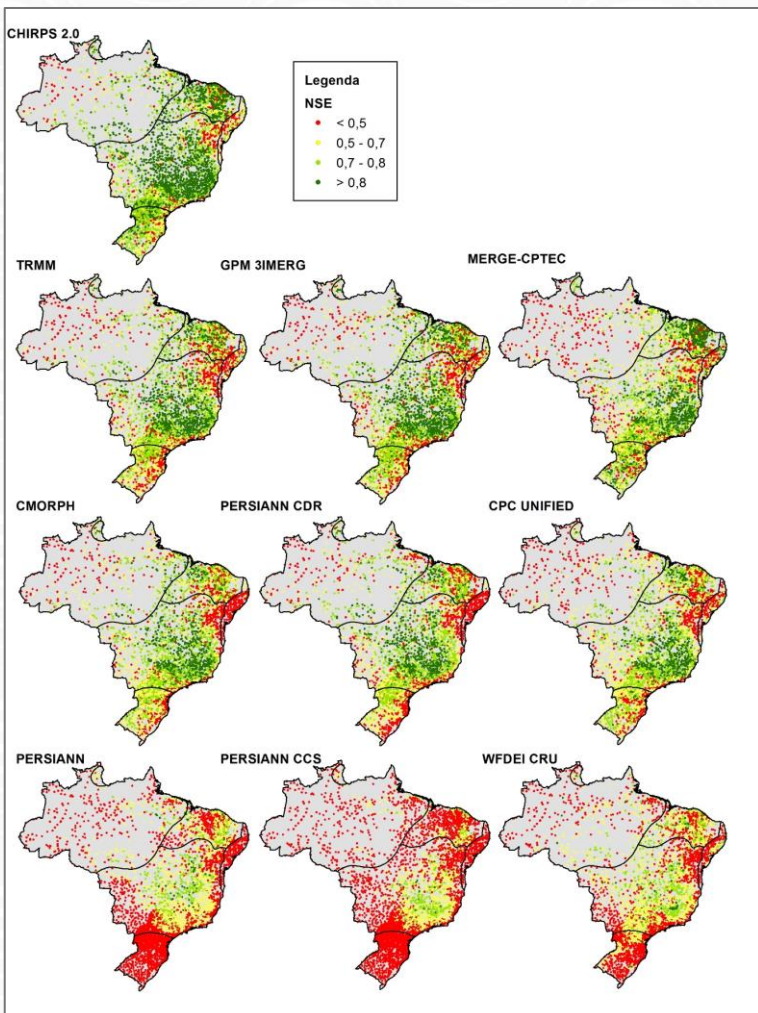 CHIRPS 2.0
Legenda
NSE
< 0,5
0,5 - 0,7
0,7 - 0,8
> 0,8
TRMM
GPM 3IMERG
MERGE-CPTEC
CMORPH
PERSIANN CDR
CPC UNIFIED
PERSIANN
PERSIANN CCS
WFDEI CRU